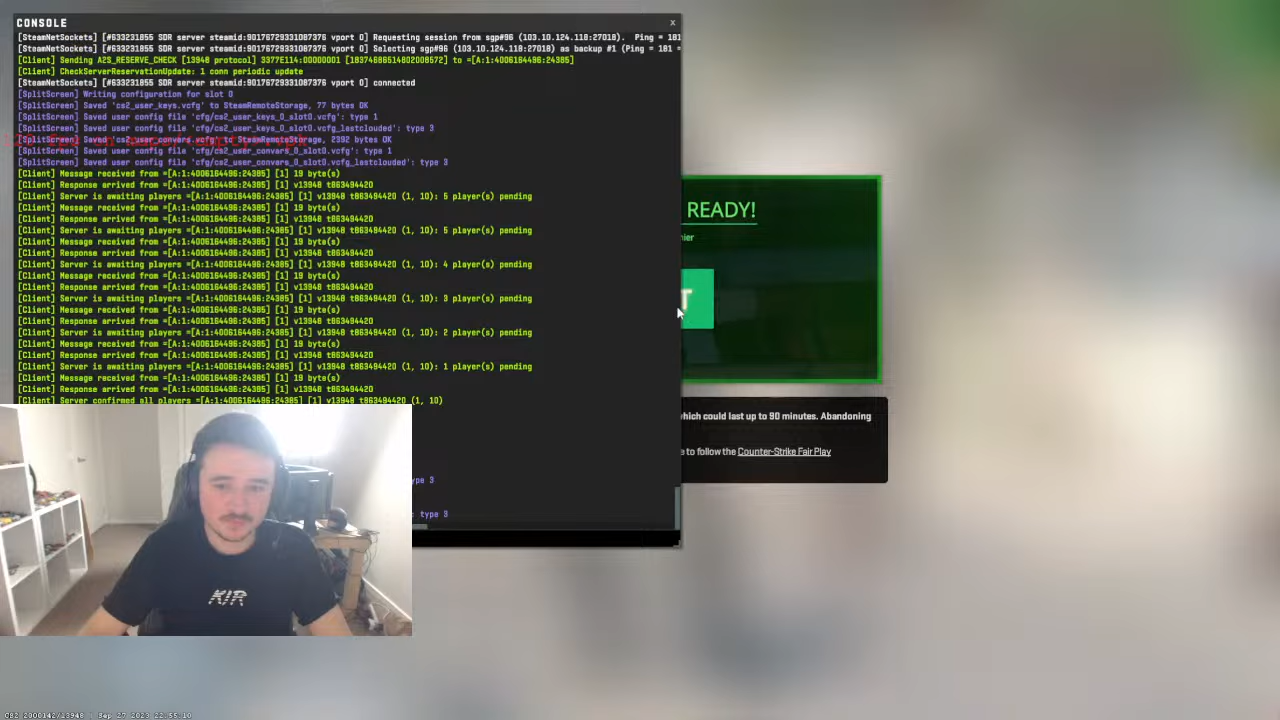 CONSOLE
x
[SteamNetSockets] [#633231855 SDR server steamid:90176729331087376 vport 0] Requesting session from sgp#96 (103.10.124.118:27018).  Ping = 181
[SteamNetSockets] [#633231855 SDR server steamid:90176729331087376 vport 0] Selecting sgp#96 (103.10.124.118:27018) as backup #1 (Ping = 181 =
[Client] Sending A2S_RESERVE_CHECK [13948 protocol] 3377E114:00000001 [18374686514802008572] to =[A:1:4006164496:24385]
[Client] CheckServerReservationUpdate: 1 conn periodic update
[SteamNetSockets] [#633231855 SDR server steamid:90176729331087376 vport 0] connected
[SplitScreen] Writing configuration for slot 0
[SplitScreen] Saved 'cs2_user_keys.vcfg' to SteamRemoteStorage, 77 bytes OK
[SplitScreen] Saved user config file 'cfg/cs2_user_keys_0_slot0.vcfg': type 1
[SplitScreen] Saved user config file 'cfg/cs2_user_keys_0_slot0.vcfg_lastclouded': type 3
[SplitScreen] Saved 'cs2_user_convars.vcfg' to SteamRemoteStorage, 2392 bytes OK
[SplitScreen] Saved user config file 'cfg/cs2_user_convars_0_slot0.vcfg': type 1
[SplitScreen] Saved user config file 'cfg/cs2_user_convars_0_slot0.vcfg_lastclouded': type 3
[Client] Message received from =[A:1:4006164496:24385] [1] 19 byte(s)
[Client] Response arrived from =[A:1:4006164496:24385] [1] v13948 t863494420
[Client] Server is awaiting players =[A:1:4006164496:24385] [1] v13948 t863494420 (1, 10): 5 player(s) pending
[Client] Message received from =[A:1:4006164496:24385] [1] 19 byte(s)
[Client] Response arrived from =[A:1:4006164496:24385] [1] v13948 t863494420
[Client] Server is awaiting players =[A:1:4006164496:24385] [1] v13948 t863494420 (1, 10): 5 player(s) pending
[Client] Message received from =[A:1:4006164496:24385] [1] 19 byte(s)
[Client] Response arrived from =[A:1:4006164496:24385] [1] v13948 t863494420
[Client] Server is awaiting players =[A:1:4006164496:24385] [1] v13948 t863494420 (1, 10): 4 player(s) pending
[Client] Message received from =[A:1:4006164496:24385] [1] 19 byte(s)
[Client] Response arrived from =[A:1:4006164496:24385] [1] v13948 t863494420
[Client] Server is awaiting players =[A:1:4006164496:24385] [1] v13948 t863494420 (1, 10): 3 player(s) pending
[Client] Message received from =[A:1:4006164496:24385] [1] 19 byte(s)
[Client] Response arrived from =[A:1:4006164496:24385] [1] v13948 t863494420
[Client] Server is awaiting players =[A:1:4006164496:24385] [1] v13948 t863494420 (1, 10): 2 player(s) pending
[Client] Message received from =[A:1:4006164496:24385] [1] 19 byte(s)
[Client] Response arrived from =[A:1:4006164496:24385] [1] v13948 t863494420
[Client] Server is awaiting players =[A:1:4006164496:24385] [1] v13948 t863494420 (1, 10): 1 player(s) pending
[Client] Message received from =[A:1:4006164496:24385] [1] 19 byte(s)
[Client] Response arrived from =[A:1:4006164496:24385] [1] v13948 t863494420
[Client] Server confirmed all players =[A:1:4006164496:24385] [1] v13948 t863494420 (1, 10)
type 3
: type 3
READY!
nier
T
which could last up to 90 minutes. Abandoning
e to follow the Counter-Strike Fair Play
KIR
CS2 2000142/13948 | Sep 27 2023 22:55:10